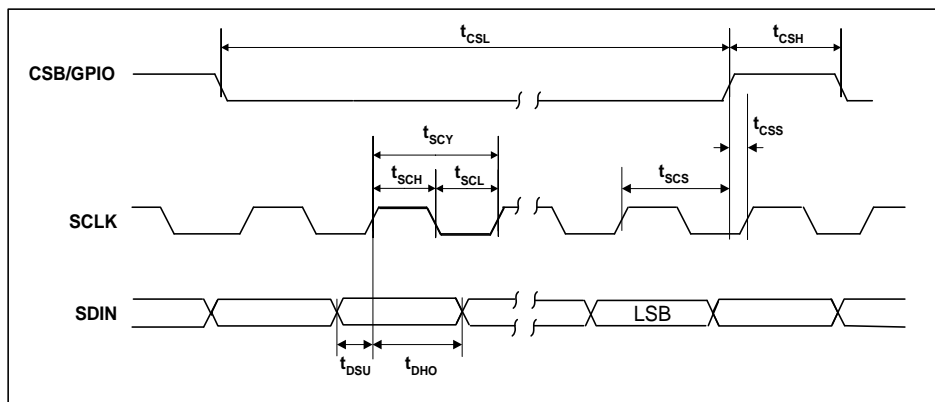 tCSL
tCSH
CSB/GPIO
tCSS
tSCY
tSCH
tSCL
tSCS
SCLK
SDIN
LSB
tDSU
tDHO